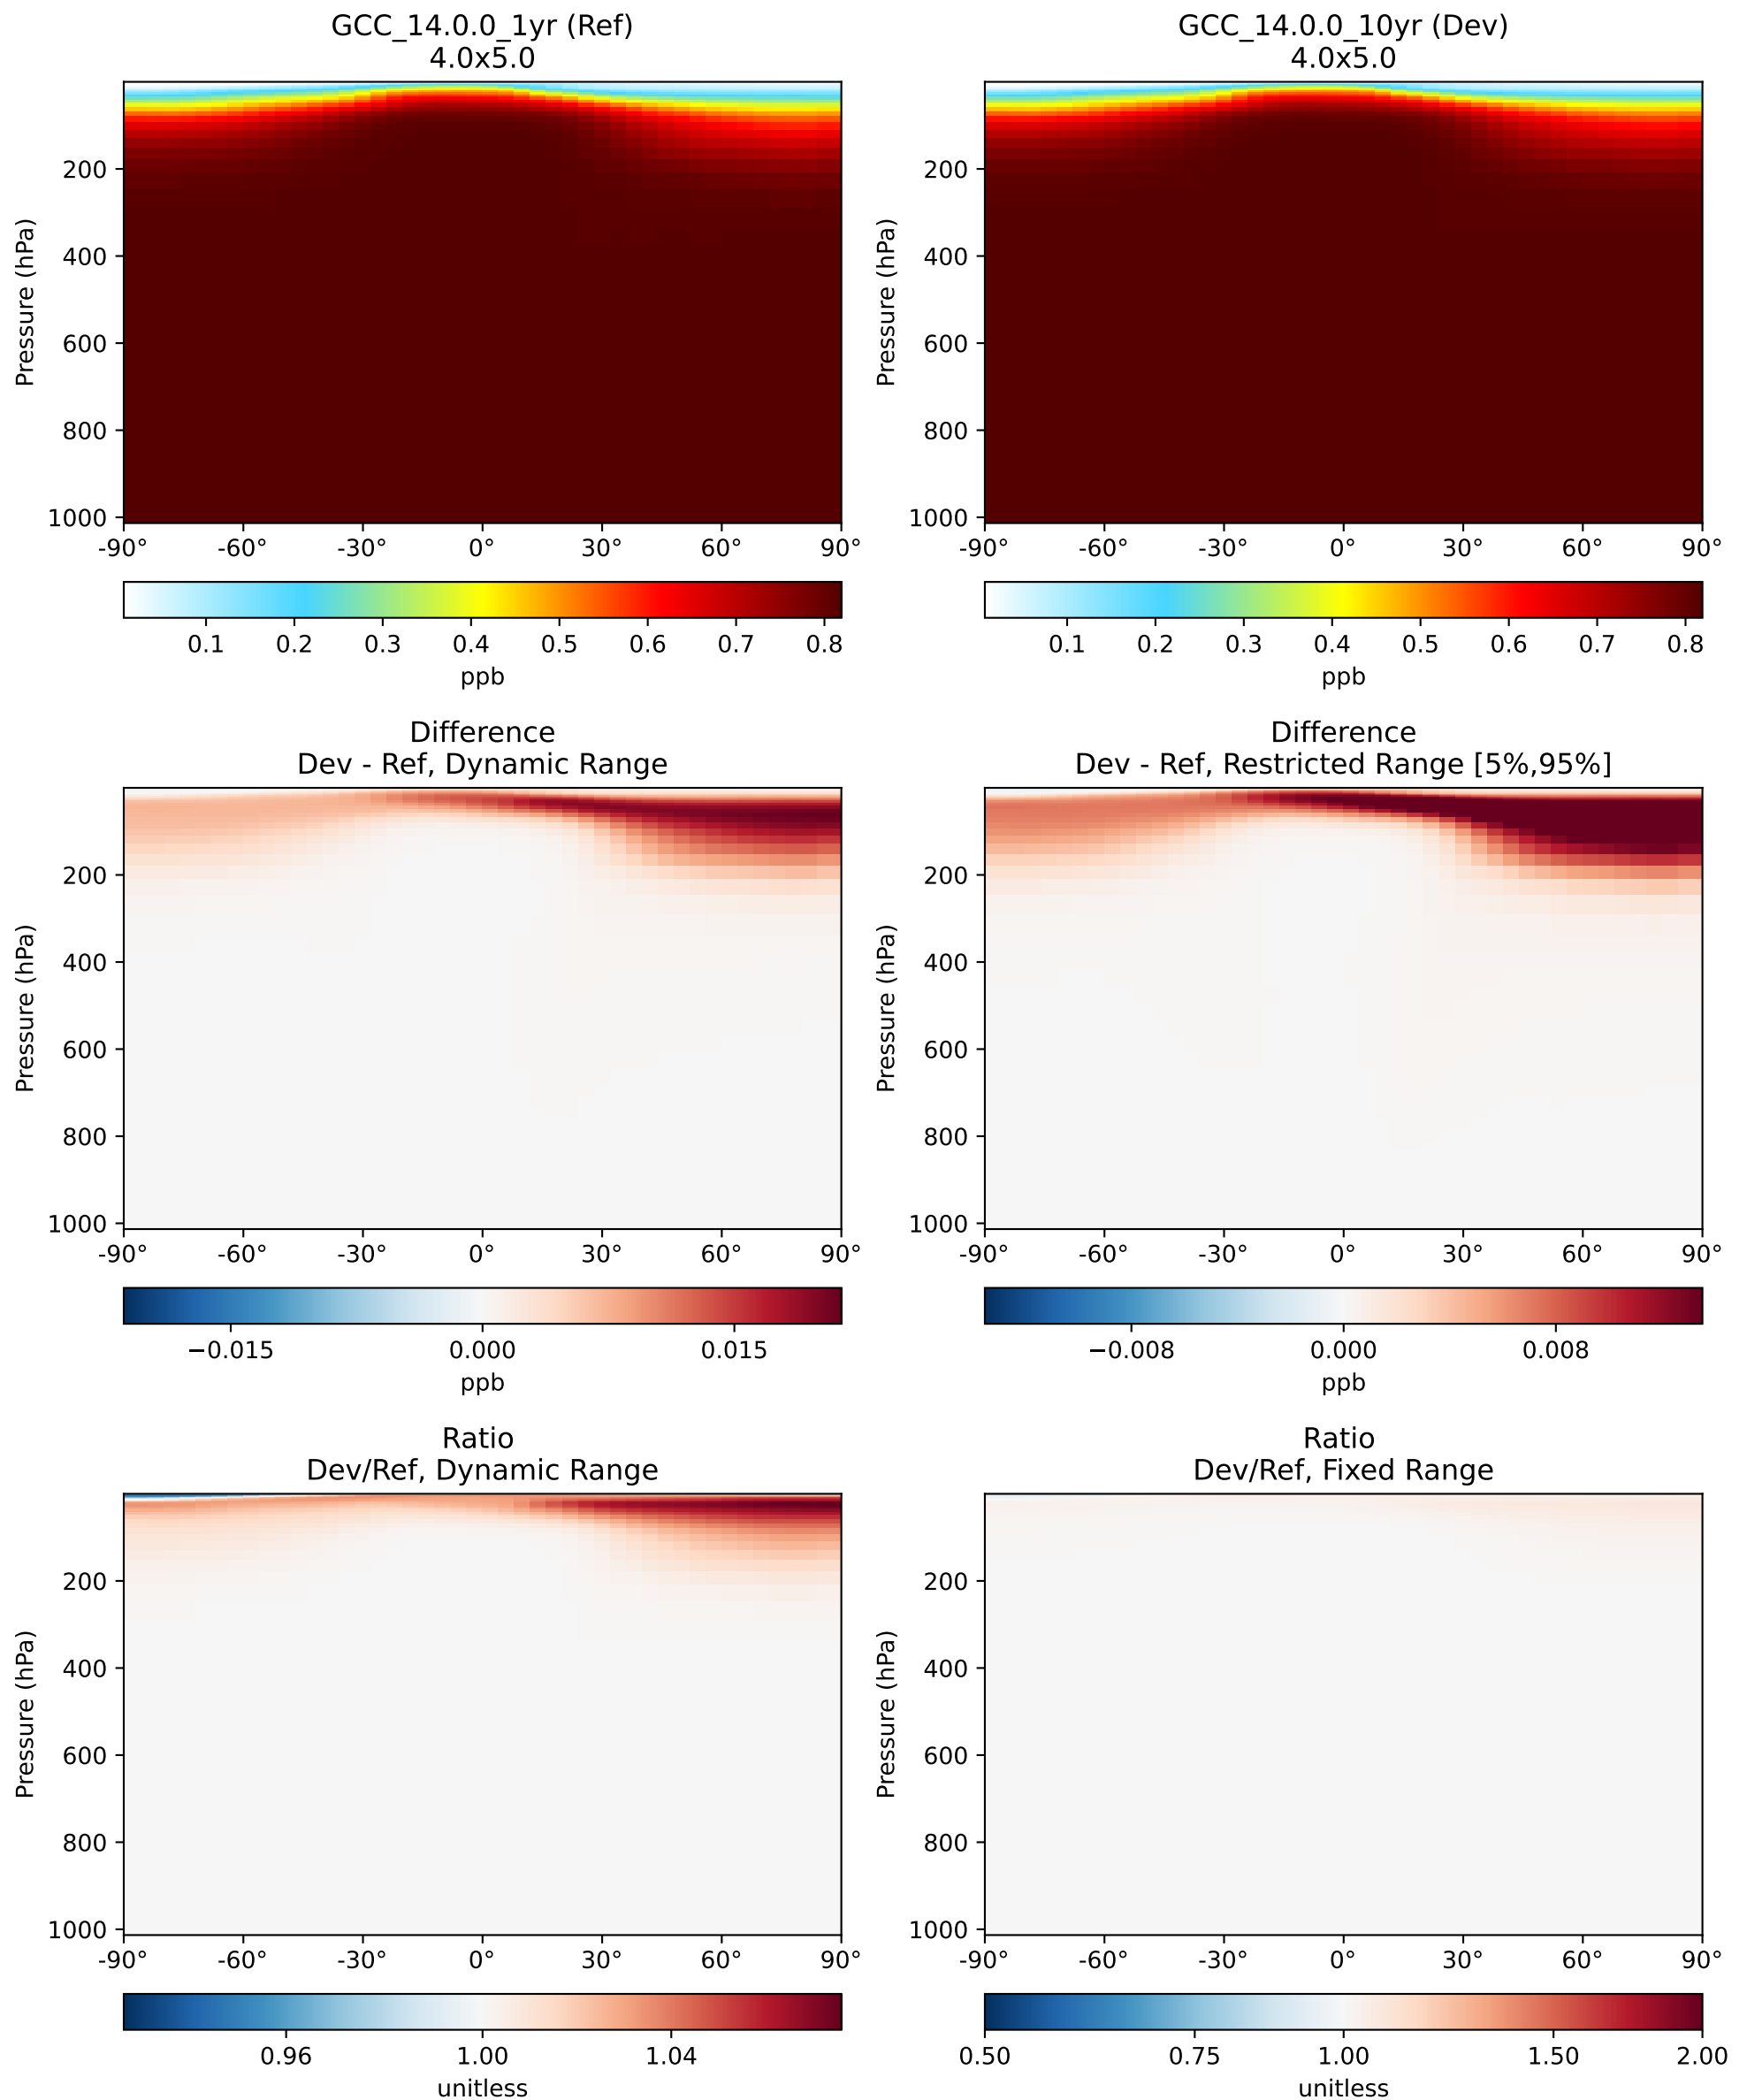 GCC_14.0.0_1yr (Ref)
4.0x5.0
Pressure (hPa)
200
400
600
800
1000
-90° -60° -30° 0° 30° 60° 90°
0.1 0.2 0.3 0.4 0.5 0.6 0.7 0.8
ppb
GCC_14.0.0_10yr (Dev)
4.0x5.0
Pressure (hPa)
200
400
600
800
1000
-90° -60° -30° 0° 30° 60° 90°
0.1 0.2 0.3 0.4 0.5 0.6 0.7 0.8
ppb
Difference
Dev - Ref, Dynamic Range
Pressure (hPa)
200
400
600
800
1000
-90° -60° -30° 0° 30° 60° 90°
−0.015 0.000 0.015
ppb
Difference
Dev - Ref, Restricted Range [5%,95%]
Pressure (hPa)
200
400
600
800
1000
-90° -60° -30° 0° 30° 60° 90°
−0.008 0.000 0.008
ppb
Ratio
Dev/Ref, Dynamic Range
Pressure (hPa)
200
400
600
800
1000
-90° -60° -30° 0° 30° 60° 90°
0.96 1.00 1.04
unitless
Ratio
Dev/Ref, Fixed Range
Pressure (hPa)
200
400
600
800
1000
-90° -60° -30° 0° 30° 60° 90°
0.50 0.75 1.00 1.50 2.00
unitless